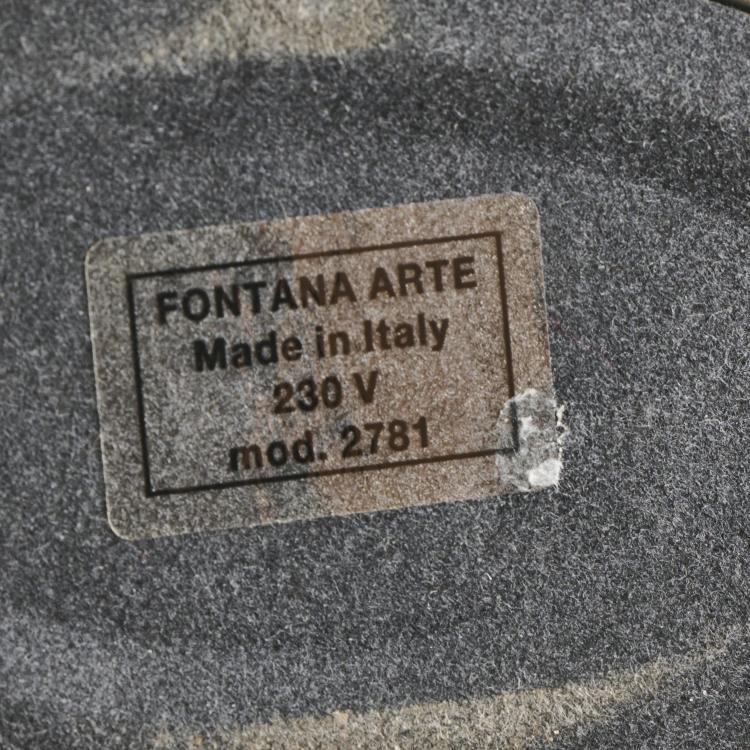 FONTANA ARTE
Made in Italy
230 V
mod. 2781